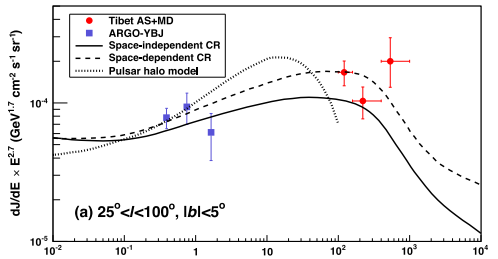 Tibet AS+MD
ARGO-YBJ
Space-independent CR
Space-dependent CR
Pulsar halo model
dJ/dE × E^2.7 (GeV^1.7 cm^-2 s^-1 sr^-1)
10^-4
10^-5
(a) 25°<l<100°, |b|<5°
10^-2 10^-1 1 10 10^2 10^3 10^4